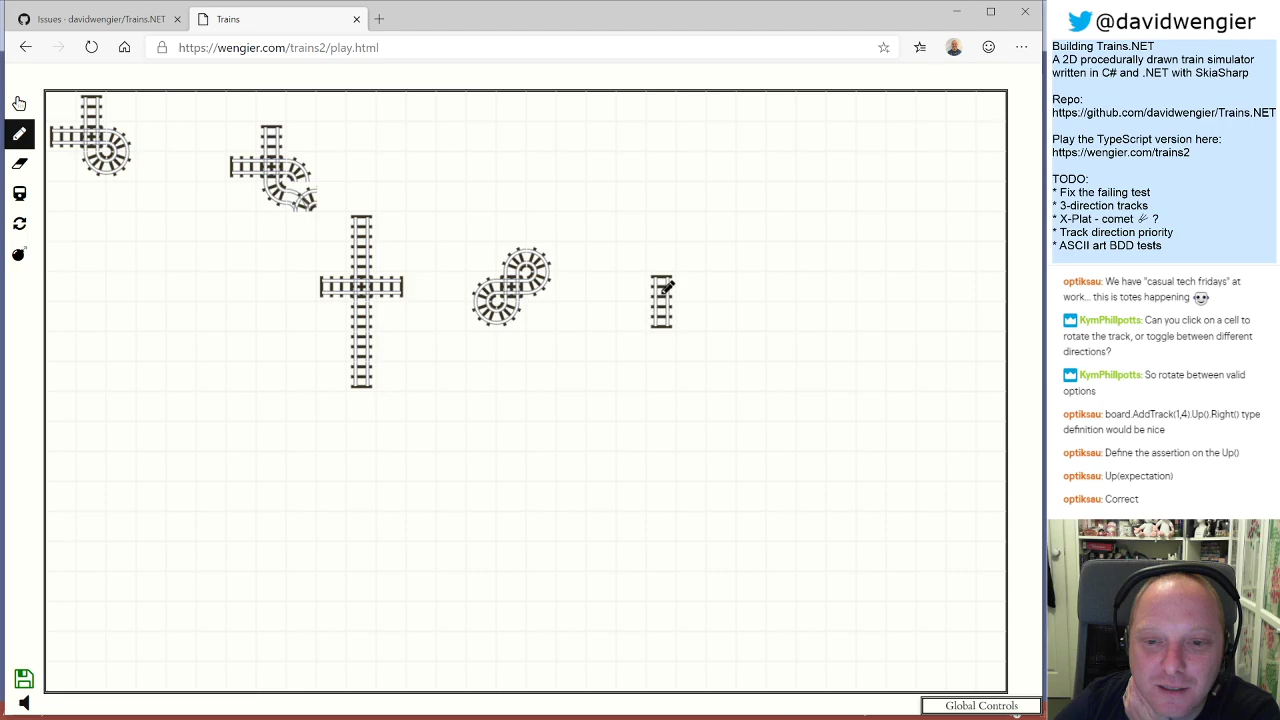 Issues · davidwengier/Trains.NET
Trains
https://wengier.com/trains2/play.html
Global Controls
@davidwengier
Building Trains.NET
A 2D procedurally drawn train simulator
written in C# and .NET with SkiaSharp
Repo:
https://github.com/davidwengier/Trains.NET
Play the TypeScript version here:
https://wengier.com/trains2
TODO:
* Fix the failing test
* 3-direction tracks
* X-Plat - comet ☄ ?
* Track direction priority
* ASCII art BDD tests
optiksau: We have "casual tech fridays" at
work... this is totes happening
KymPhillpotts: Can you click on a cell to
rotate the track, or toggle between different
directions?
KymPhillpotts: So rotate between valid
options
optiksau: board.AddTrack(1,4).Up().Right() type
definition would be nice
optiksau: Define the assertion on the Up()
optiksau: Up(expectation)
optiksau: Correct